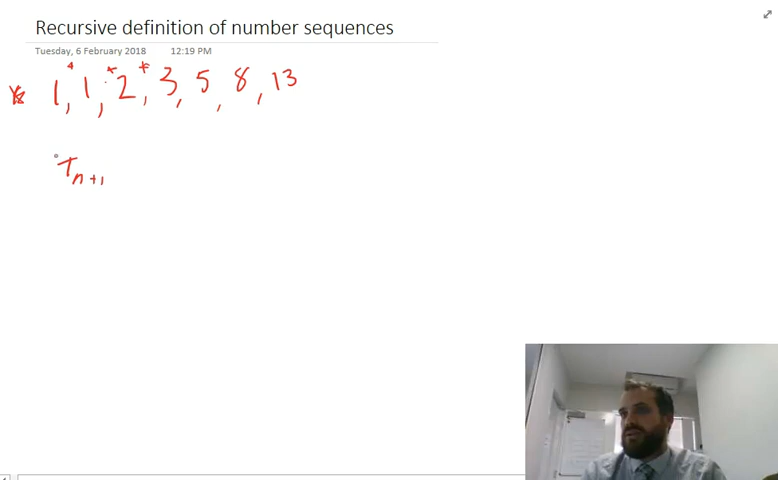 Recursive definition of number sequences
Tuesday, 6 February 2018 12:19 PM
1, 1, 2, 3, 5, 8, 13
T_{n+1}